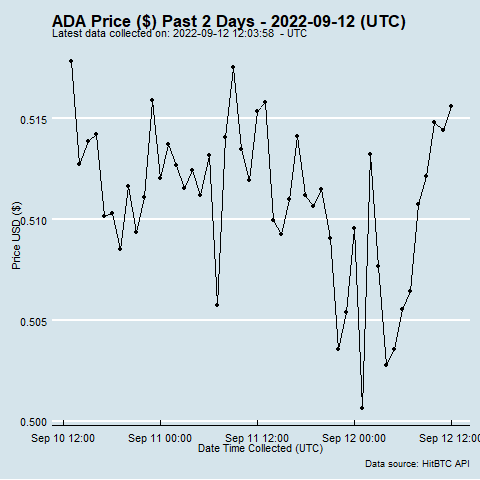 ADA Price ($) Past 2 Days - 2022-09-12 (UTC)
Latest data collected on: 2022-09-12 12:03:58 - UTC
0.515
0.510
0.505
0.500
Price USD ($)
Sep 10 12:00 Sep 11 00:00 Sep 11 12:00 Sep 12 00:00 Sep 12 12:00
Date Time Collected (UTC)
Data source: HitBTC API